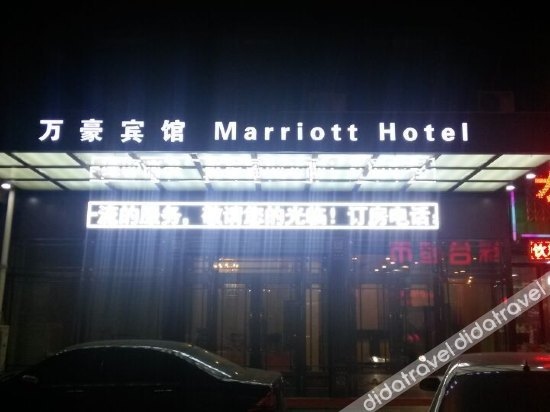 万豪宾馆 Marriott Hotel
流的服务，敬请您的光临！订房电话：
didatravel didatravel